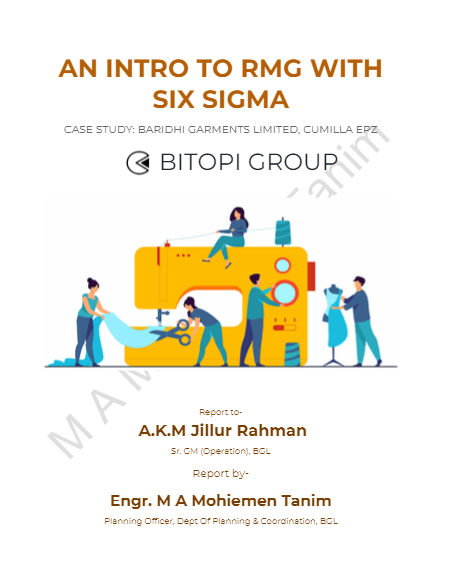 AN INTRO TO RMG WITH
SIX SIGMA
CASE STUDY: BARIDHI GARMENTS LIMITED, CUMILLA EPZ
BITOPI GROUP
Report to-
A.K.M Jillur Rahman
Sr. GM (Operation), BGL
Report by-
Engr. M A Mohiemen Tanim
Planning Officer, Dept Of Planning & Coordination, BGL
M A M
Tanim